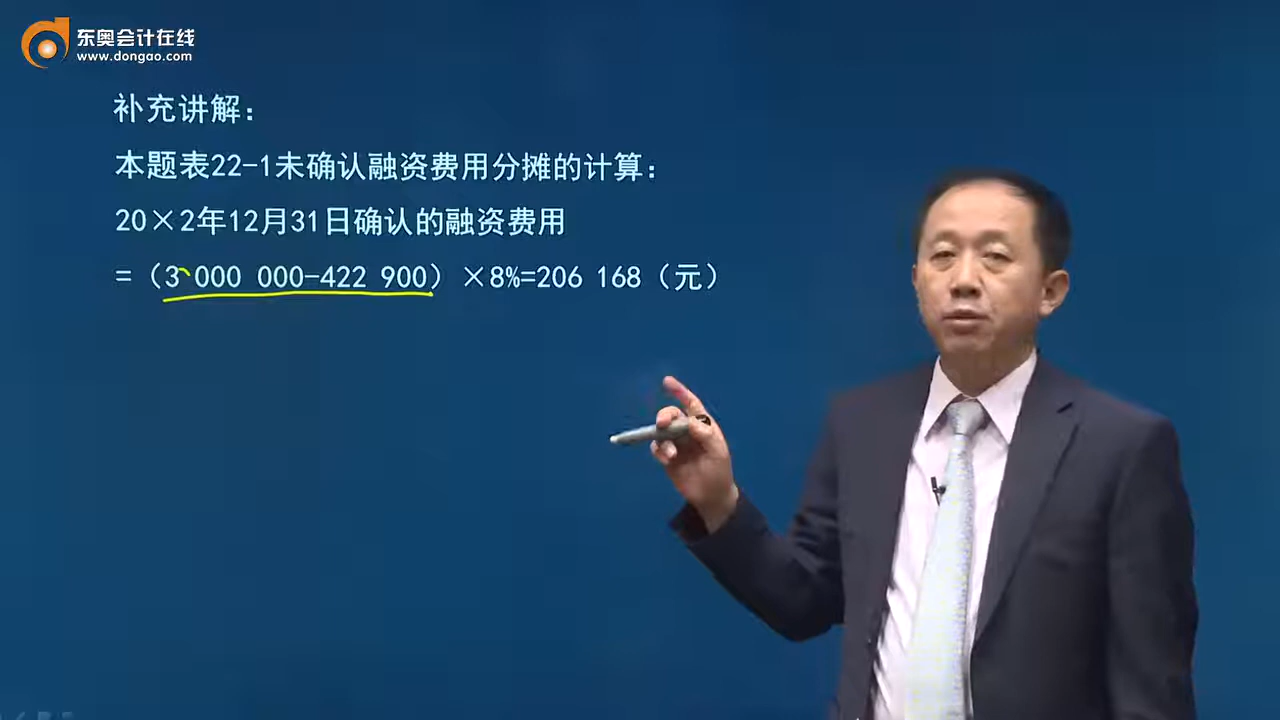 东奥会计在线
www.dongao.com
补充讲解：
本题表22-1未确认融资费用分摊的计算：
20×2年12月31日确认的融资费用
=（3 000 000-422 900）×8%=206 168（元）